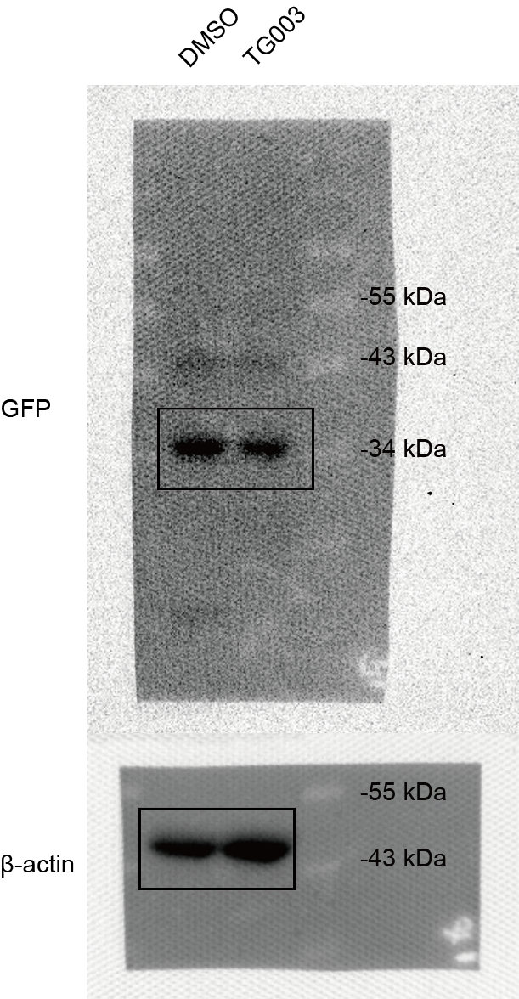 DMSO
TG003
-55 kDa
-43 kDa
GFP
-34 kDa
-55 kDa
β-actin
-43 kDa